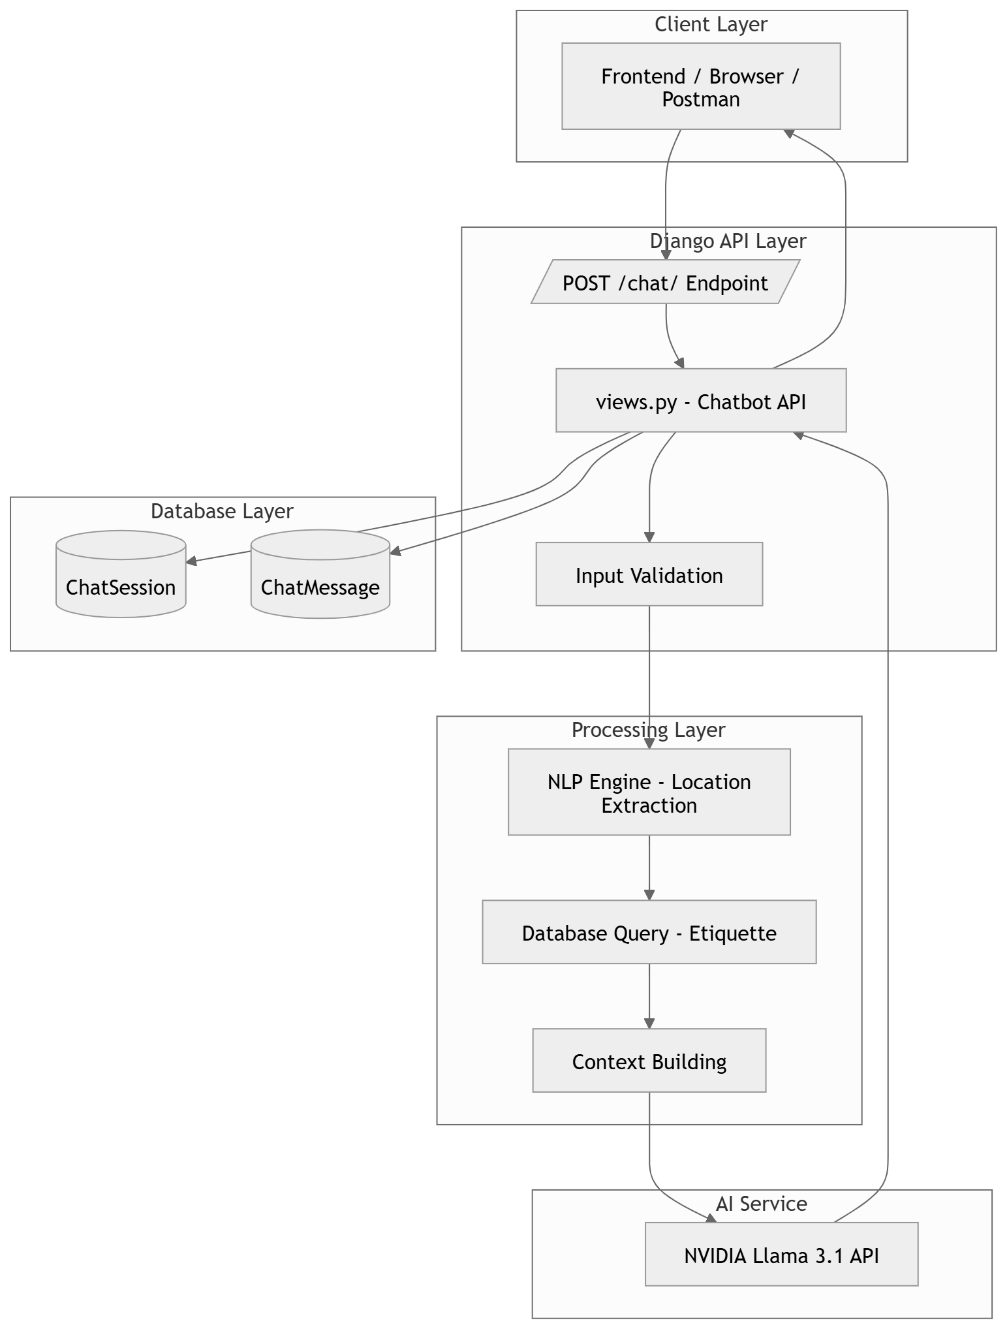 Client Layer
Frontend / Browser /
Postman
Django API Layer
POST /chat/ Endpoint
views.py - Chatbot API
Database Layer
ChatSession
ChatMessage
Input Validation
Processing Layer
NLP Engine - Location
Extraction
Database Query - Etiquette
Context Building
AI Service
NVIDIA Llama 3.1 API